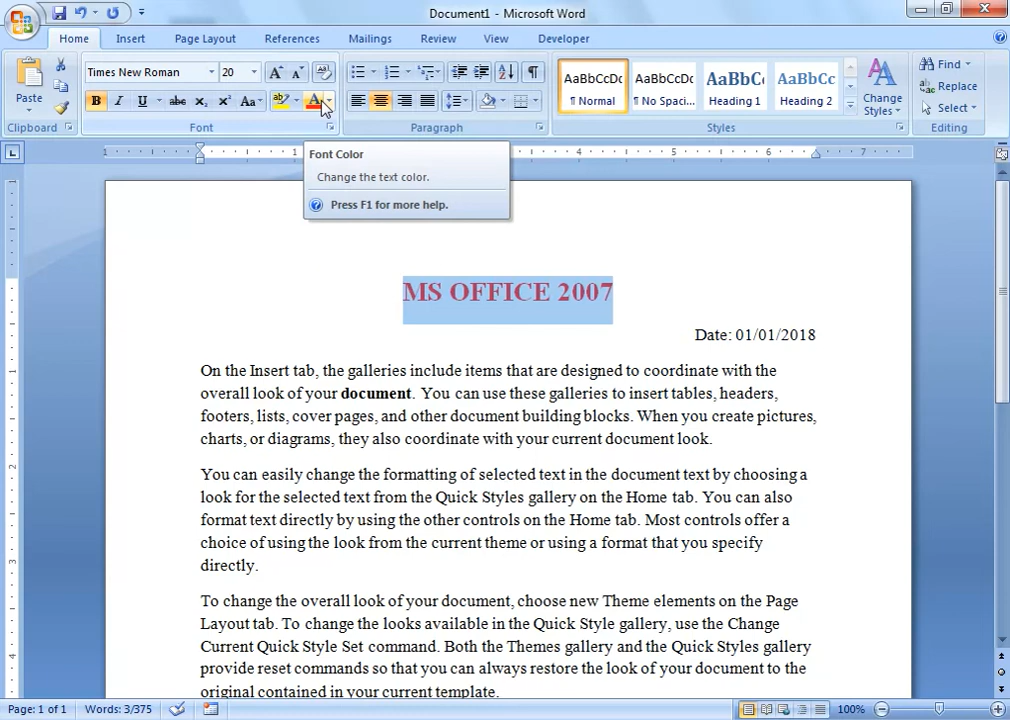 Document1 - Microsoft Word
Home Insert Page Layout References Mailings Review View Developer
Paste
Clipboard
Times New Roman 20
B I U abc X₂ X² Aa ab A
Font
Paragraph
AaBbCcDc AaBbCcDc AaBbC AaBbCc
¶ Normal ¶ No Spaci... Heading 1 Heading 2
Change
Styles
Styles
Find
Replace
Select
Editing
Font Color
Change the text color.
Press F1 for more help.
1 1 4 5 6 7
MS OFFICE 2007
Date: 01/01/2018
On the Insert tab, the galleries include items that are designed to coordinate with the
overall look of your document. You can use these galleries to insert tables, headers,
footers, lists, cover pages, and other document building blocks. When you create pictures,
charts, or diagrams, they also coordinate with your current document look.
You can easily change the formatting of selected text in the document text by choosing a
look for the selected text from the Quick Styles gallery on the Home tab. You can also
format text directly by using the other controls on the Home tab. Most controls offer a
choice of using the look from the current theme or using a format that you specify
directly.
To change the overall look of your document, choose new Theme elements on the Page
Layout tab. To change the looks available in the Quick Style gallery, use the Change
Current Quick Style Set command. Both the Themes gallery and the Quick Styles gallery
provide reset commands so that you can always restore the look of your document to the
original contained in your current template.
Page: 1 of 1 Words: 3/375 100%